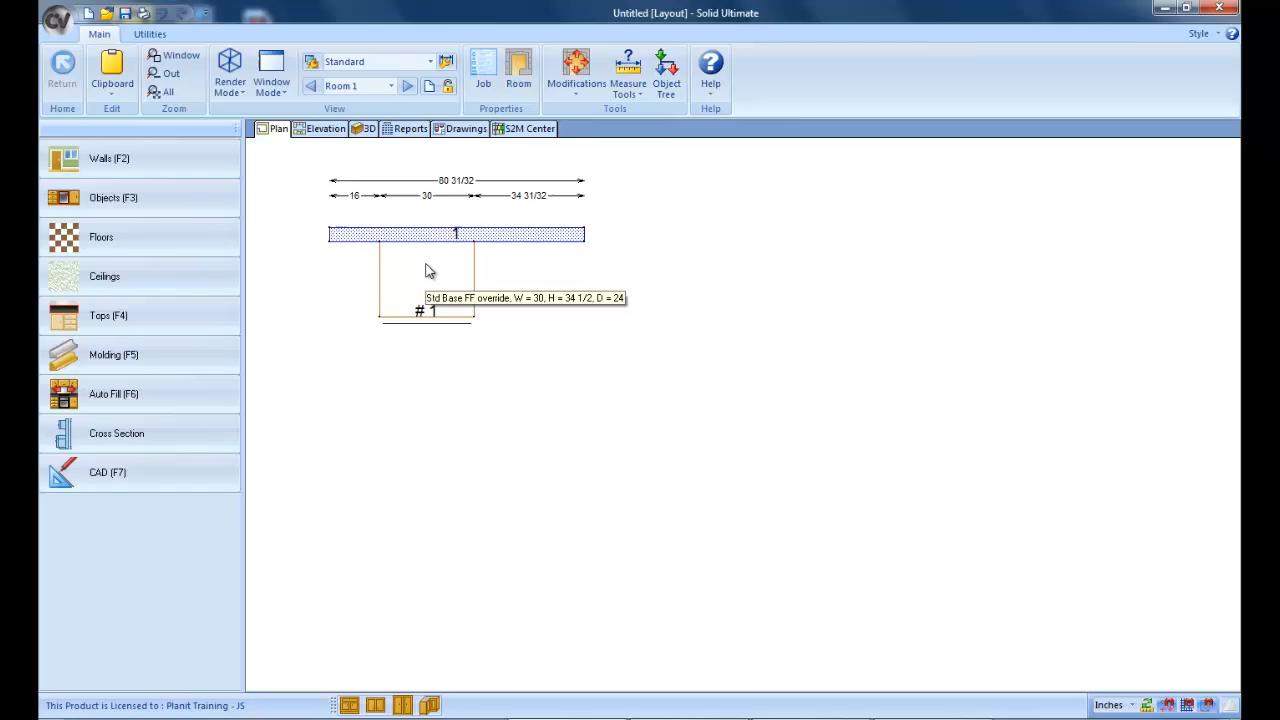 Untitled [Layout] - Solid Ultimate
CV
Main
Utilities
Style
Return
Home
Clipboard
Edit
Window
Out
All
Zoom
Render
Mode
Window
Mode
Standard
Room 1
View
Job
Room
Properties
Modifications
Measure
Tools
Object
Tree
Tools
Help
Help
Plan
Elevation
3D
Reports
Drawings
S2M Center
Walls (F2)
Objects (F3)
Floors
Ceilings
Tops (F4)
Molding (F5)
Auto Fill (F6)
Cross Section
CAD (F7)
80 31/32
16
30
34 31/32
1
Std Base FF override, W = 30, H = 34 1/2, D = 24
# 1
This Product is Licensed to : Planit Training - JS
Inches